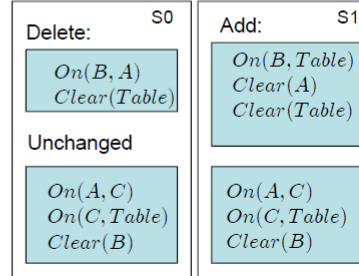 S0
Delete:
On(B, A)
Clear(Table)
Unchanged
On(A, C)
On(C, Table)
Clear(B)
S1
Add:
On(B, Table)
Clear(A)
Clear(Table)
On(A, C)
On(C, Table)
Clear(B)